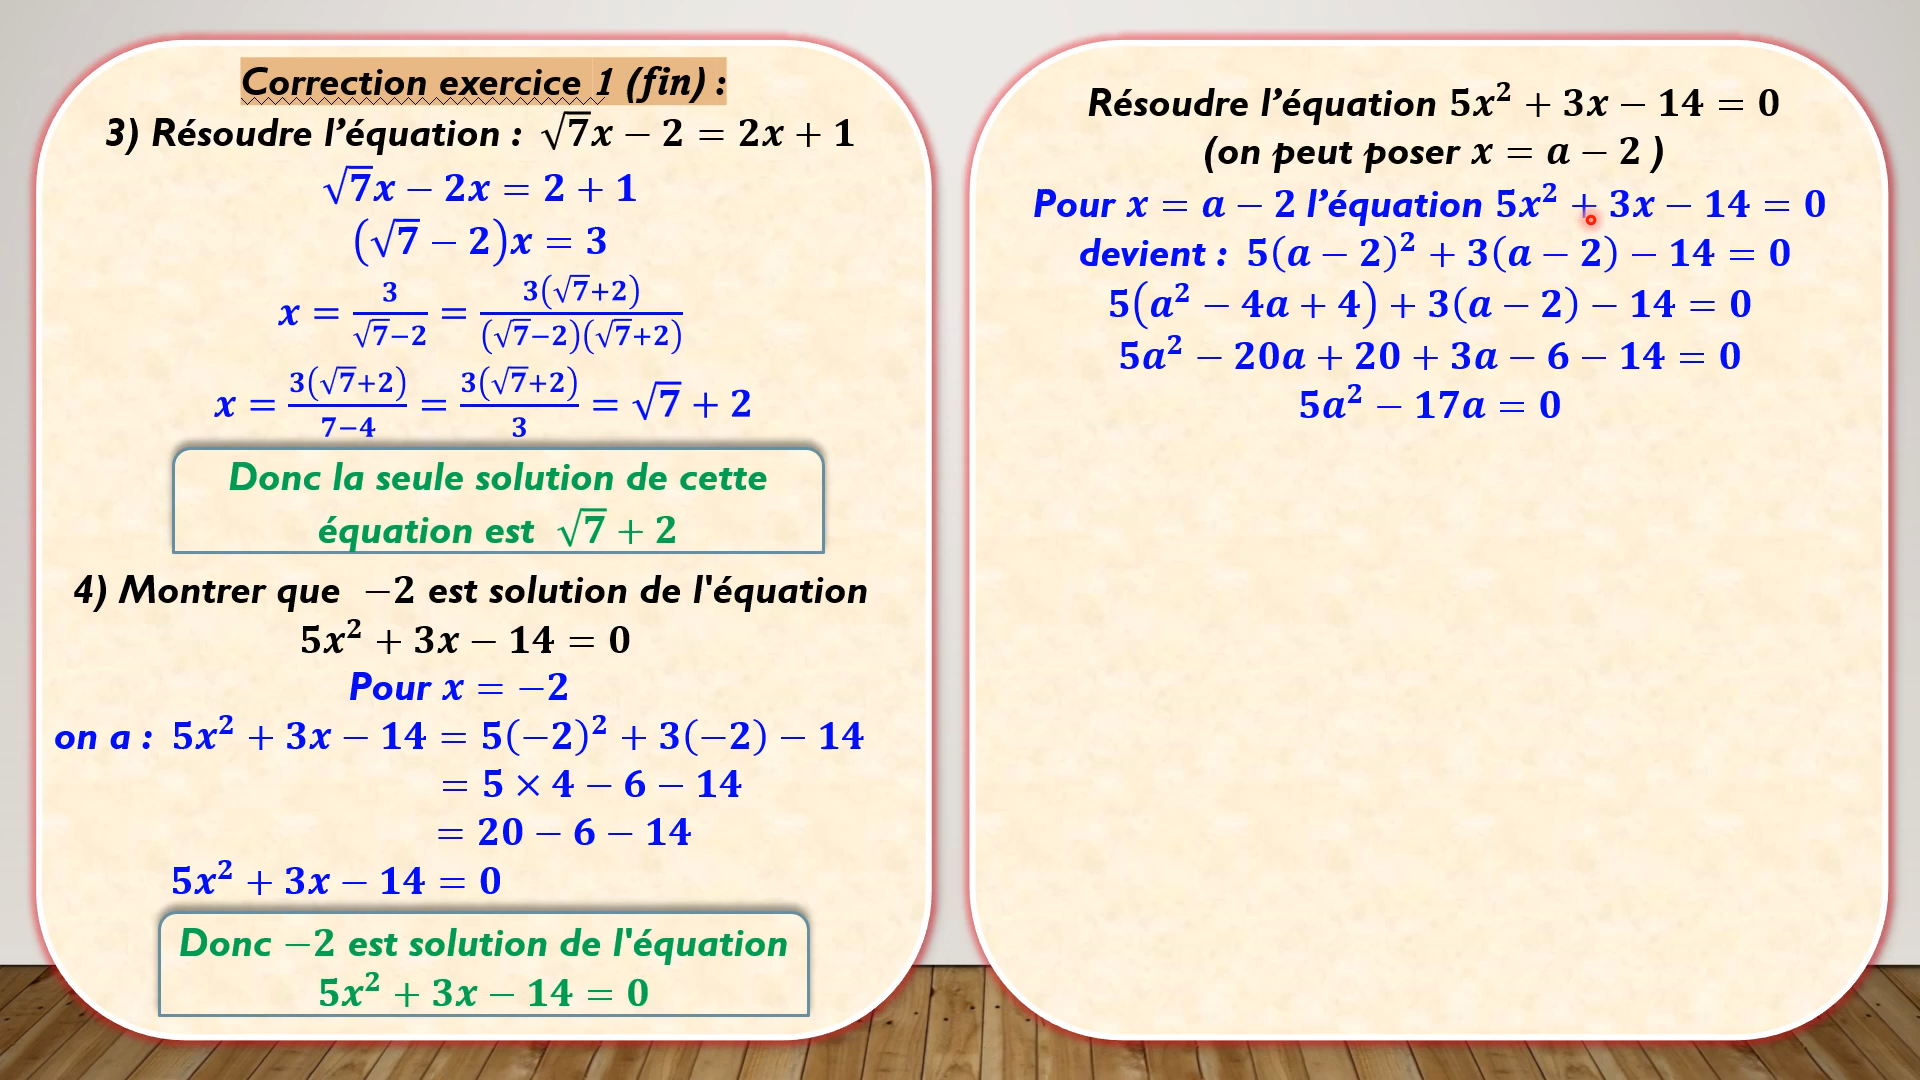 Correction exercice 1 (fin) :
3) Résoudre l’équation : √7x − 2 = 2x + 1
√7x − 2x = 2 + 1
(√7 − 2)x = 3
x = 3/(√7−2) = 3(√7+2)/((√7−2)(√7+2))
x = 3(√7+2)/(7−4) = 3(√7+2)/3 = √7 + 2
Donc la seule solution de cette
équation est √7 + 2
4) Montrer que −2 est solution de l'équation
5x² + 3x − 14 = 0
Pour x = −2
on a : 5x² + 3x − 14 = 5(−2)² + 3(−2) − 14
= 5 × 4 − 6 − 14
= 20 − 6 − 14
5x² + 3x − 14 = 0
Donc −2 est solution de l'équation
5x² + 3x − 14 = 0
Résoudre l’équation 5x² + 3x − 14 = 0
(on peut poser x = a − 2 )
Pour x = a − 2 l’équation 5x² + 3x − 14 = 0
devient : 5(a − 2)² + 3(a − 2) − 14 = 0
5(a² − 4a + 4) + 3(a − 2) − 14 = 0
5a² − 20a + 20 + 3a − 6 − 14 = 0
5a² − 17a = 0